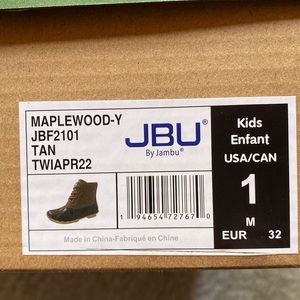 MAPLEWOOD-Y
JBF2101
TAN
TWIAPR22
JBU®
By Jambu®
Kids
Enfant
USA/CAN
1
M
EUR 32
1 94654 72767 0
Made in China-Fabriqué en Chine